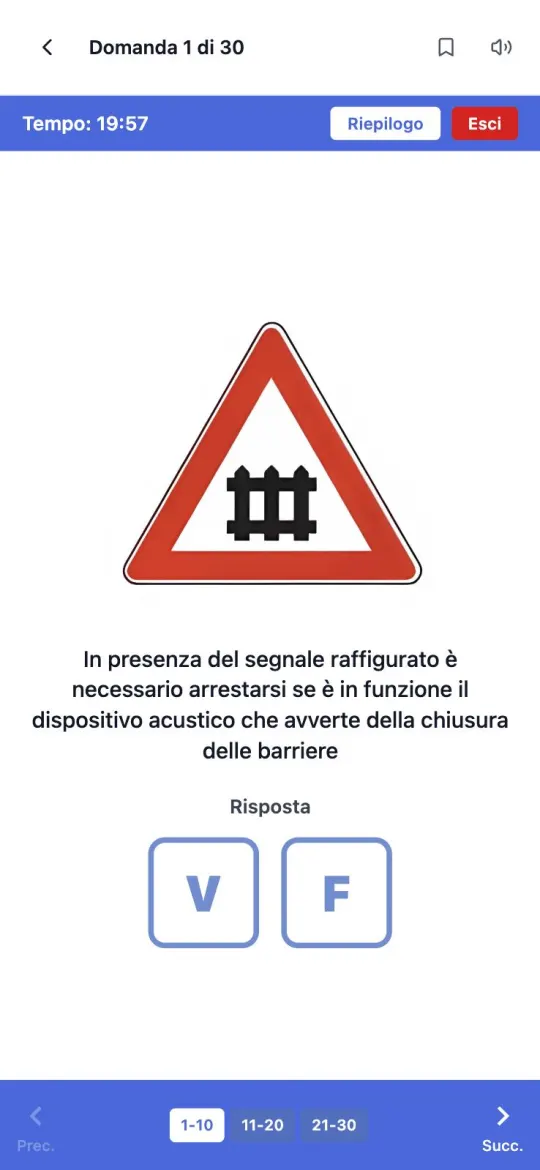 Domanda 1 di 30
Tempo: 19:57
Riepilogo
Esci
In presenza del segnale raffigurato è
necessario arrestarsi se è in funzione il
dispositivo acustico che avverte della chiusura
delle barriere
Risposta
V
F
Prec.
1-10
11-20
21-30
Succ.